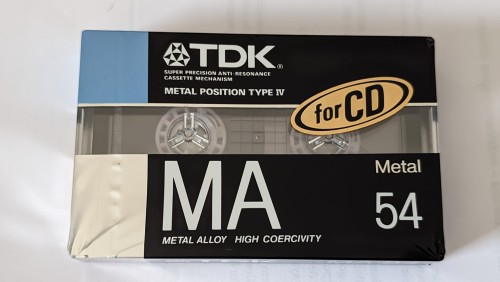 TDK®
SUPER PRECISION ANTI-RESONANCE
CASSETTE MECHANISM
METAL POSITION TYPE IV
for CD
Metal
MA 54
METAL ALLOY HIGH COERCIVITY